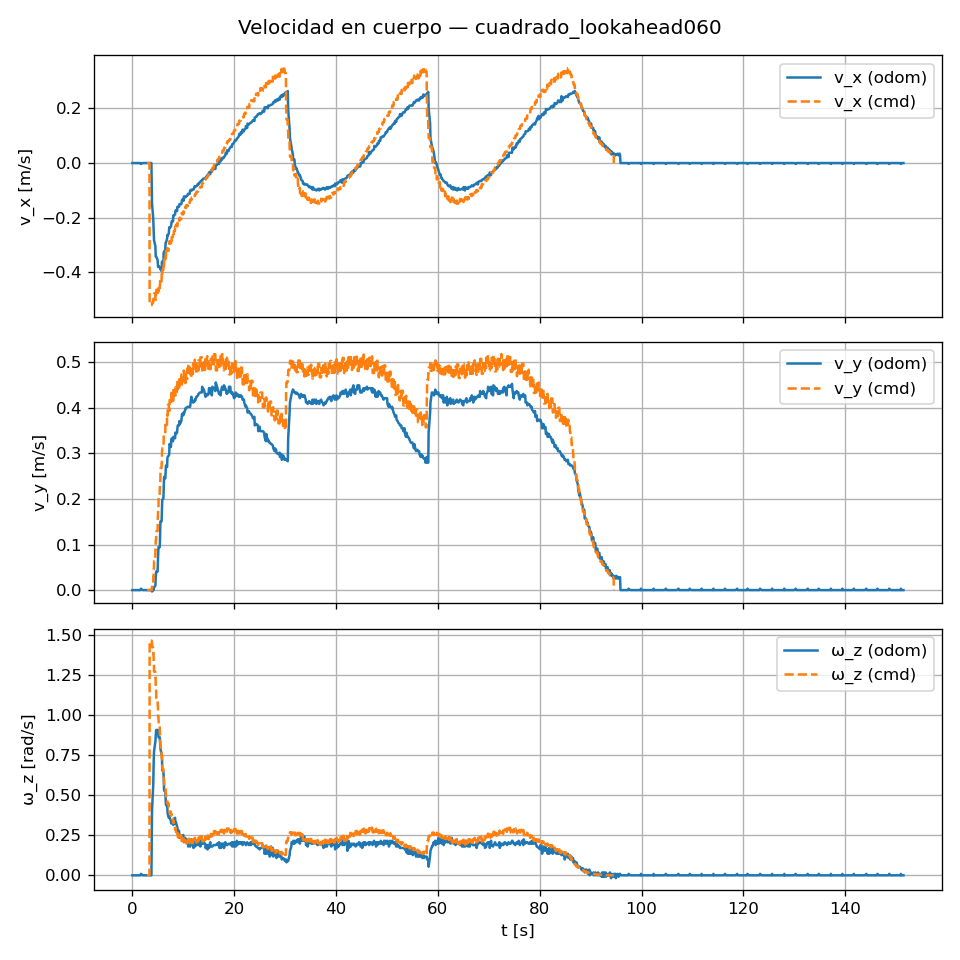 Velocidad en cuerpo — cuadrado_lookahead060
v_x [m/s]
0.2
0.0
−0.2
−0.4
v_x (odom)
v_x (cmd)
v_y [m/s]
0.5
0.4
0.3
0.2
0.1
0.0
v_y (odom)
v_y (cmd)
ω_z [rad/s]
1.50
1.25
1.00
0.75
0.50
0.25
0.00
ω_z (odom)
ω_z (cmd)
0 20 40 60 80 100 120 140
t [s]